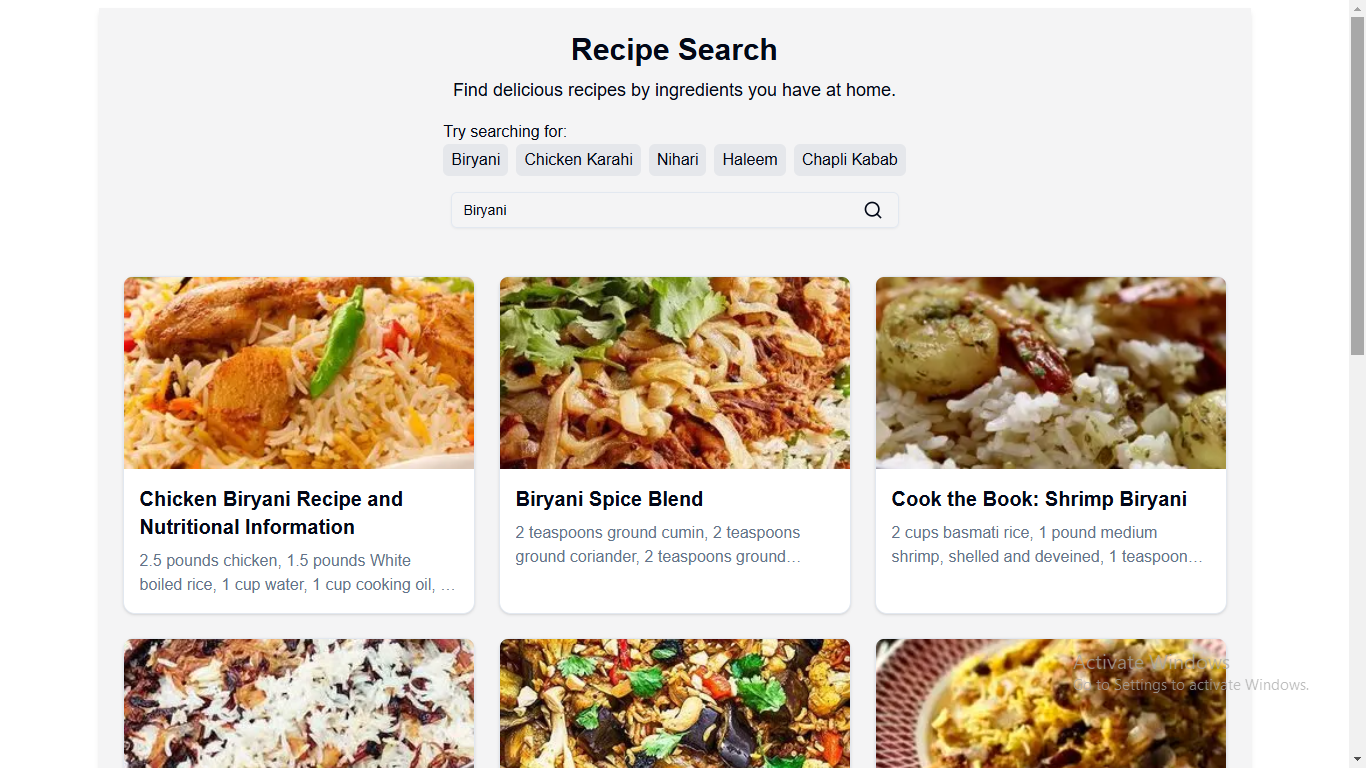 Recipe Search
Find delicious recipes by ingredients you have at home.
Try searching for:
Biryani Chicken Karahi Nihari Haleem Chapli Kabab
Biryani
Chicken Biryani Recipe and
Nutritional Information
2.5 pounds chicken, 1.5 pounds White
boiled rice, 1 cup water, 1 cup cooking oil, …
Biryani Spice Blend
2 teaspoons ground cumin, 2 teaspoons
ground coriander, 2 teaspoons ground…
Cook the Book: Shrimp Biryani
2 cups basmati rice, 1 pound medium
shrimp, shelled and deveined, 1 teaspoon…
Activate Windows
Go to Settings to activate Windows.